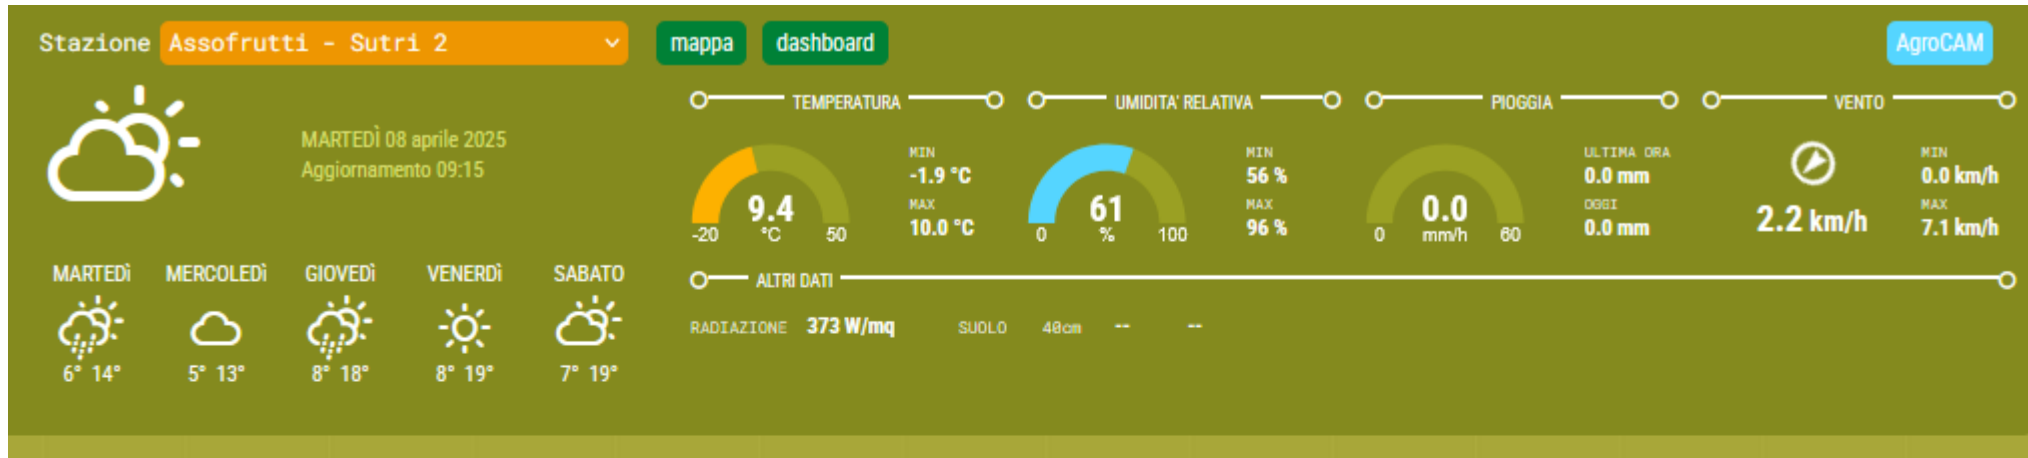 Stazione Assofrutti - Sutri 2 mappa dashboard AgroCAM
MARTEDÌ 08 aprile 2025
Aggiornamento 09:15
TEMPERATURA
9.4
°C
-20 50
MIN
-1.9 °C
MAX
10.0 °C
UMIDITA' RELATIVA
61
%
0 100
MIN
56 %
MAX
96 %
PIOGGIA
0.0
mm/h
0 60
ULTIMA ORA
0.0 mm
OGGI
0.0 mm
VENTO
2.2 km/h
MIN
0.0 km/h
MAX
7.1 km/h
MARTEDÌ MERCOLEDÌ GIOVEDÌ VENERDÌ SABATO
6° 14° 5° 13° 8° 18° 8° 19° 7° 19°
ALTRI DATI
RADIAZIONE 373 W/mq SUOLO 40cm -- --